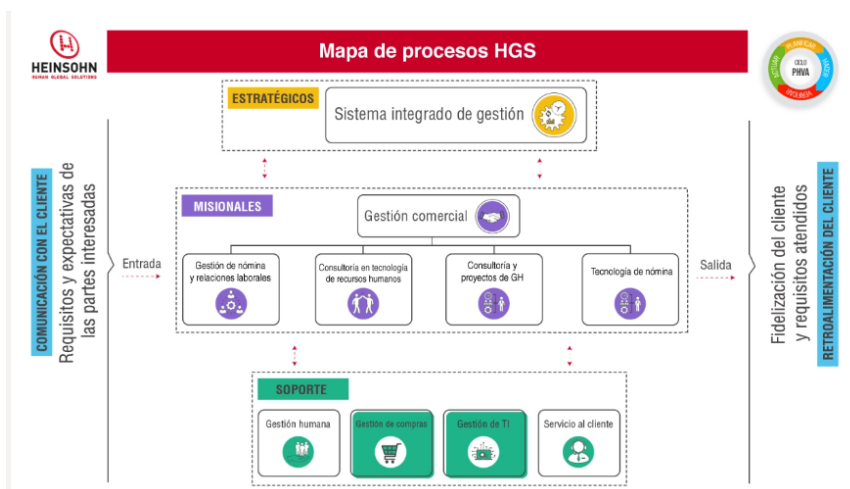 HEINSOHN
HUMAN GLOBAL SOLUTIONS
Mapa de procesos HGS
PLANIFICAR
HACER
VERIFICAR
ACTUAR
CICLO
PHVA
ESTRATÉGICOS
Sistema integrado de gestión
COMUNICACIÓN CON EL CLIENTE
Requisitos y expectativas de
las partes interesadas
Entrada
MISIONALES
Gestión comercial
Gestión de nómina
y relaciones laborales
Consultoría en tecnología
de recursos humanos
Consultoría y
proyectos de GH
Tecnología de nómina
Salida
Fidelización del cliente
y requisitos atendidos
RETROALIMENTACIÓN DEL CLIENTE
SOPORTE
Gestión humana
Gestión de compras
Gestión de TI
Servicio al cliente